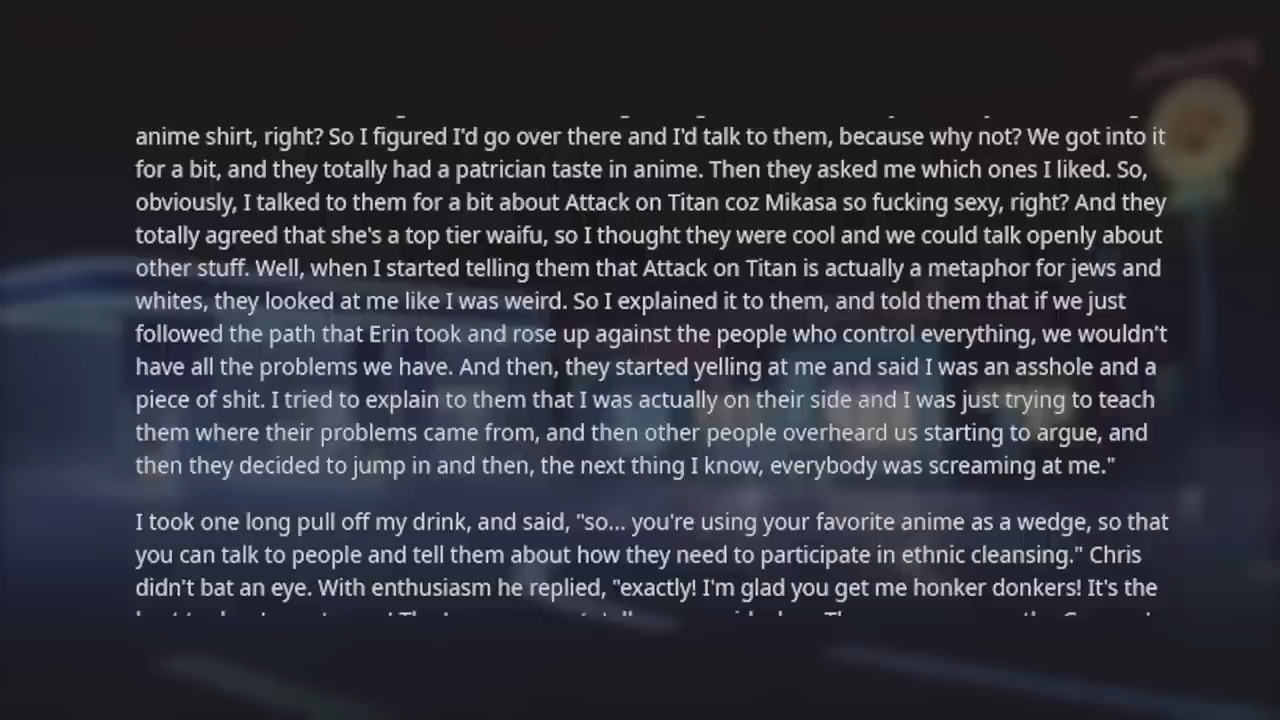 anime shirt, right? So I figured I'd go over there and I'd talk to them, because why not? We got into it
for a bit, and they totally had a patrician taste in anime. Then they asked me which ones I liked. So,
obviously, I talked to them for a bit about Attack on Titan coz Mikasa so fucking sexy, right? And they
totally agreed that she's a top tier waifu, so I thought they were cool and we could talk openly about
other stuff. Well, when I started telling them that Attack on Titan is actually a metaphor for jews and
whites, they looked at me like I was weird. So I explained it to them, and told them that if we just
followed the path that Erin took and rose up against the people who control everything, we wouldn't
have all the problems we have. And then, they started yelling at me and said I was an asshole and a
piece of shit. I tried to explain to them that I was actually on their side and I was just trying to teach
them where their problems came from, and then other people overheard us starting to argue, and
then they decided to jump in and then, the next thing I know, everybody was screaming at me."
I took one long pull off my drink, and said, "so... you're using your favorite anime as a wedge, so that
you can talk to people and tell them about how they need to participate in ethnic cleansing." Chris
didn't bat an eye. With enthusiasm he replied, "exactly! I'm glad you get me honker donkers! It's the